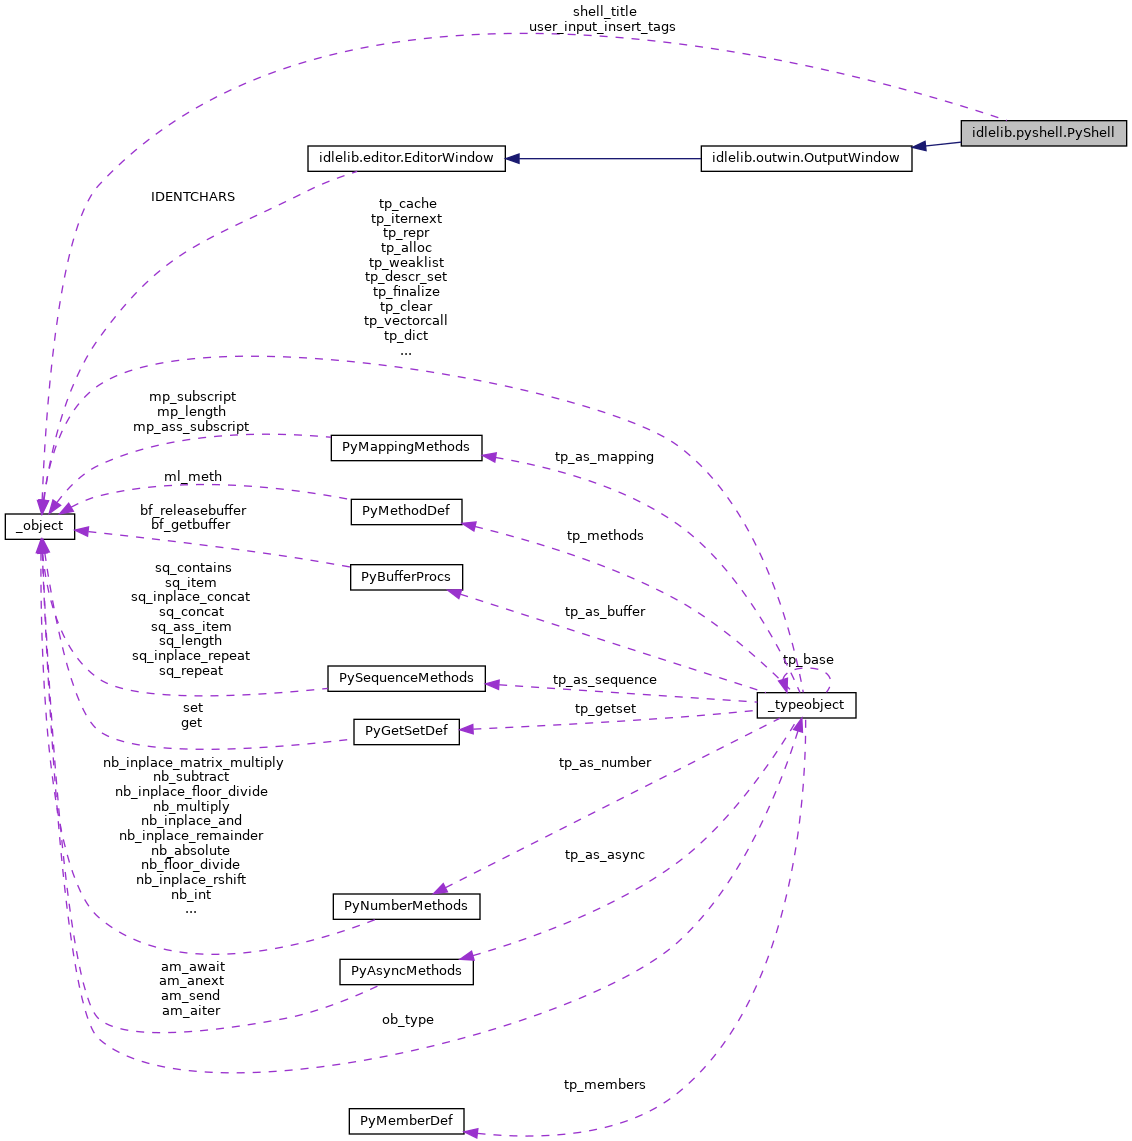 shell_title
user_input_insert_tags
idlelib.pyshell.PyShell
idlelib.editor.EditorWindow
idlelib.outwin.OutputWindow
IDENTCHARS
tp_cache
tp_iternext
tp_repr
tp_alloc
tp_weaklist
tp_descr_set
tp_finalize
tp_clear
tp_vectorcall
tp_dict
...
mp_subscript
mp_length
mp_ass_subscript
PyMappingMethods
tp_as_mapping
ml_meth
PyMethodDef
tp_methods
_object
bf_releasebuffer
bf_getbuffer
PyBufferProcs
tp_as_buffer
sq_contains
sq_item
sq_inplace_concat
sq_concat
sq_ass_item
sq_length
sq_inplace_repeat
sq_repeat
PySequenceMethods
tp_as_sequence
tp_base
_typeobject
set
get
PyGetSetDef
tp_getset
nb_inplace_matrix_multiply
nb_subtract
nb_inplace_floor_divide
nb_multiply
nb_inplace_and
nb_inplace_remainder
nb_absolute
nb_floor_divide
nb_inplace_rshift
nb_int
...
PyNumberMethods
tp_as_number
tp_as_async
am_await
am_anext
am_send
am_aiter
PyAsyncMethods
ob_type
tp_members
PyMemberDef